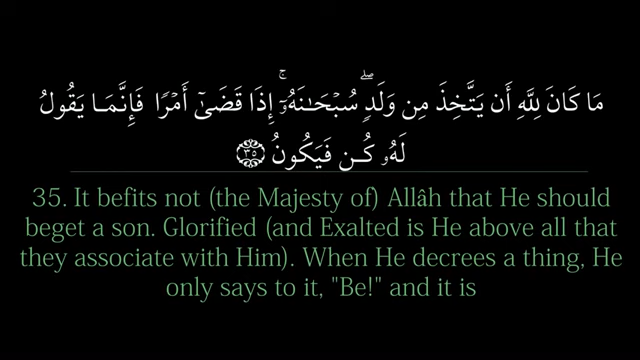 مَا كَانَ لِلَّهِ أَن يَتَّخِذَ مِن وَلَدٍۖ سُبۡحَـٰنَهُۥٓۚ إِذَا قَضَىٰٓ أَمۡرࣰا فَإِنَّمَا يَقُولُ
لَهُۥ كُن فَيَكُونُ ٣٥
35. It befits not (the Majesty of) Allâh that He should
beget a son. Glorified (and Exalted is He above all that
they associate with Him). When He decrees a thing, He
only says to it, "Be!" and it is